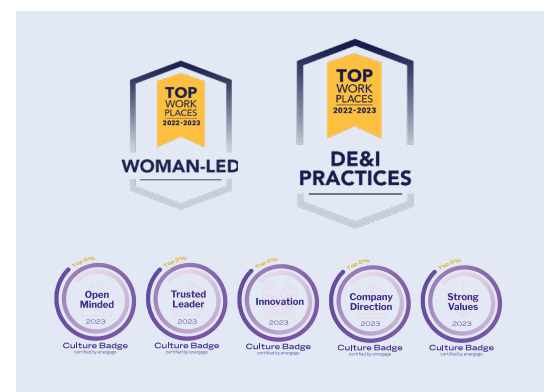 TOP
WORK
PLACES
2022-2023
WOMAN-LED
TOP
WORK
PLACES
2022-2023
DE&I
PRACTICES
Top 5%
Open
Minded
2023
Culture Badge
certified by energage
Top 5%
Trusted
Leader
2023
Culture Badge
certified by energage
Top 5%
Innovation
2023
Culture Badge
certified by energage
Top 5%
Company
Direction
2023
Culture Badge
certified by energage
Top 5%
Strong
Values
2023
Culture Badge
certified by energage